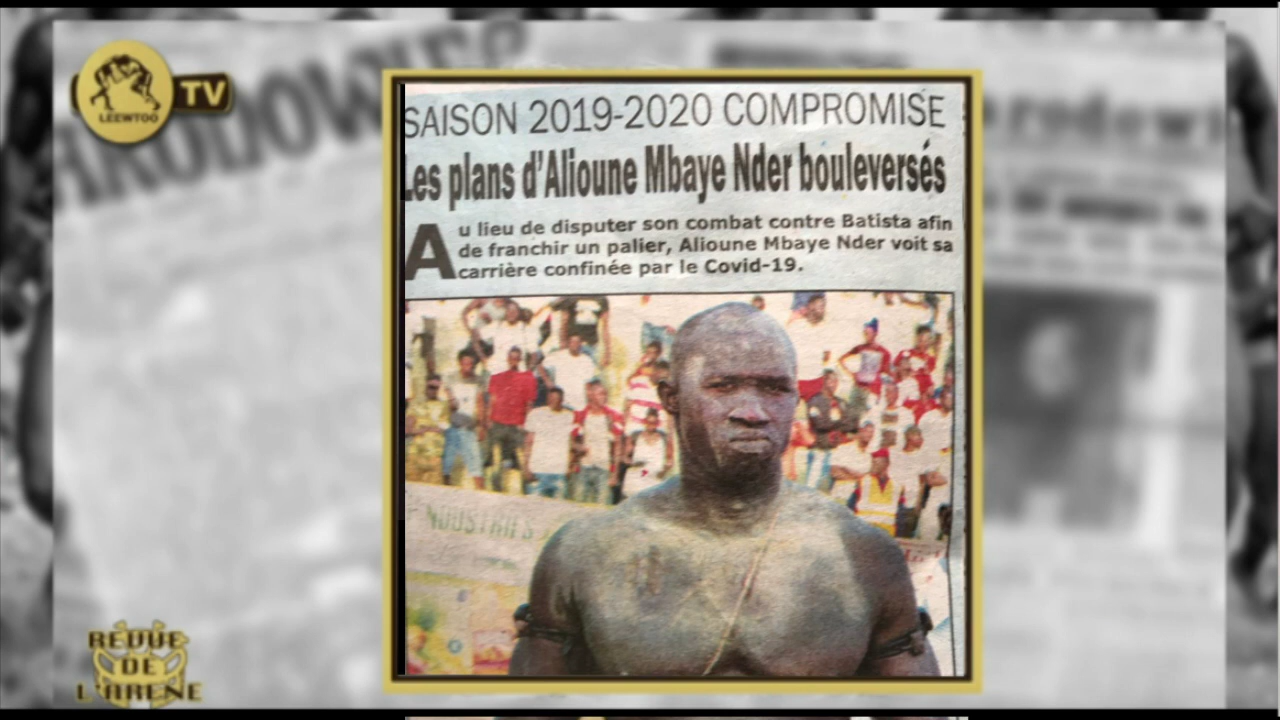 LEEWTOO
TV
SAISON 2019-2020 COMPROMISE
Les plans d'Alioune Mbaye Nder bouleversés
Au lieu de disputer son combat contre Batista afin
de franchir un palier, Alioune Mbaye Nder voit sa
carrière confinée par le Covid-19.
REVUE
DE
L'ARENE